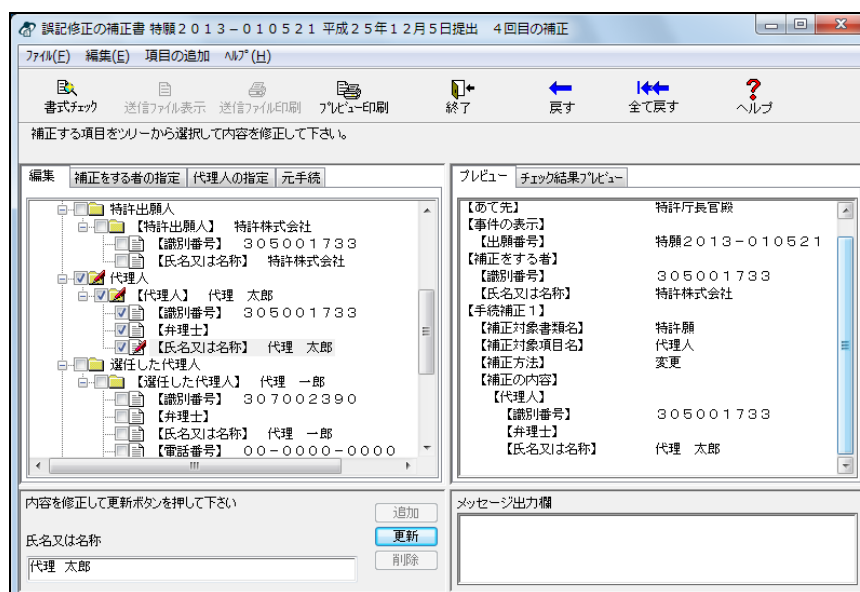 誤記修正の補正書 特願２０１３－０１０５２１ 平成２５年１２月５日提出 ４回目の補正
ﾌｧｲﾙ(F) 編集(E) 項目の追加 ﾍﾙﾌﾟ(H)
書式ﾁｪｯｸ 送信ﾌｧｲﾙ表示 送信ﾌｧｲﾙ印刷 ﾌﾟﾚﾋﾞｭｰ印刷 終了 戻す 全て戻す ヘルプ
補正する項目をツリーから選択して内容を修正して下さい。
編集 補正をする者の指定 代理人の指定 元手続
特許出願人
【特許出願人】 特許株式会社
【識別番号】 ３０５００１７３３
【氏名又は名称】 特許株式会社
代理人
【代理人】 代理 太郎
【識別番号】 ３０５００１７３３
【弁理士】
【氏名又は名称】 代理 太郎
選任した代理人
【選任した代理人】 代理 一郎
【識別番号】 ３０７００２３９０
【弁理士】
【氏名又は名称】 代理 一郎
【電話番号】 ００－００００－００００
プレビュー チェック結果ﾌﾟﾚﾋﾞｭｰ
【あて先】 特許庁長官殿
【事件の表示】
【出願番号】 特願２０１３－０１０５２１
【補正をする者】
【識別番号】 ３０５００１７３３
【氏名又は名称】 特許株式会社
【手続補正１】
【補正対象書類名】 特許願
【補正対象項目名】 代理人
【補正方法】 変更
【補正の内容】
【代理人】
【識別番号】 ３０５００１７３３
【弁理士】
【氏名又は名称】 代理 太郎
内容を修正して更新ボタンを押して下さい
追加
氏名又は名称
更新
代理 太郎
削除
メッセージ出力欄